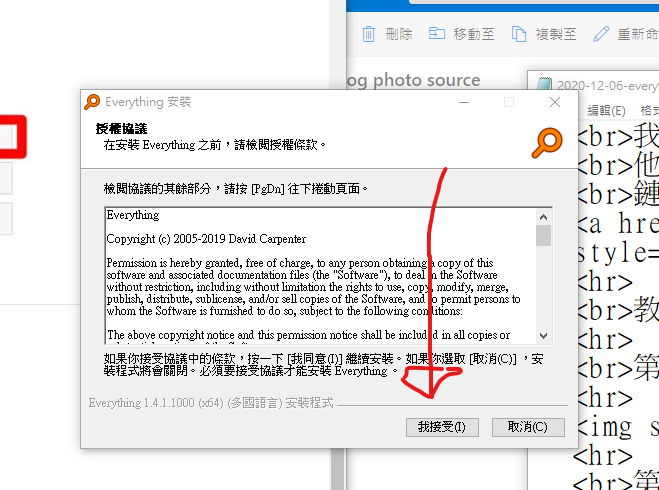 刪除
移動至
複製至
重新命
og photo source
2020-12-06-every
編輯(E)
格式
Everything 安裝
授權協議
在安裝 Everything 之前，請檢閱授權條款。
檢閱協議的其餘部分，請按 [PgDn] 往下捲動頁面。
Everything
Copyright (c) 2005-2019 David Carpenter
Permission is hereby granted, free of charge, to any person obtaining a copy of this
software and associated documentation files (the "Software"), to deal in the Software
without restriction, including without limitation the rights to use, copy, modify, merge,
publish, distribute, sublicense, and/or sell copies of the Software, and to permit persons to
whom the Software is furnished to do so, subject to the following conditions:
The above copyright notice and this permission notice shall be included in all copies or
如果你接受協議中的條款，按一下 [我同意(I)] 繼續安裝。如果你選取 [取消(C)] ，安
裝程式將會關閉。必須要接受協議才能安裝 Everything 。
Everything 1.4.1.1000 (x64) (多國語言) 安裝程式
我接受(I)
取消(C)
<br>我
<br>他
<br>鏈
<a hre
style=
<hr>
<br>教
<hr>
<br>第
<hr>
<img s
<hr>
<br>第